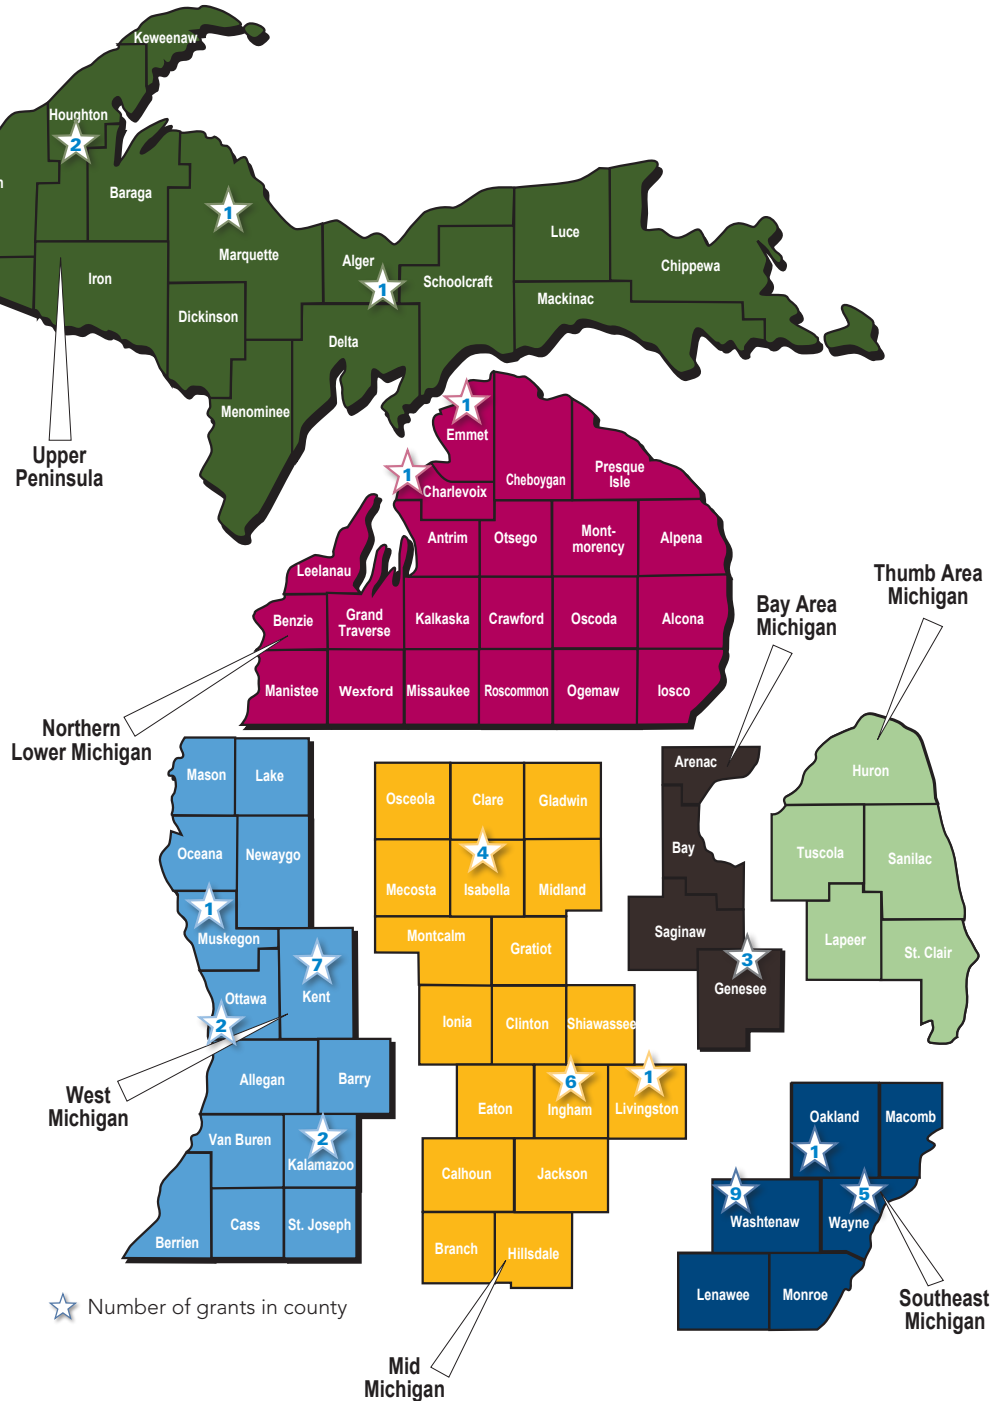 Keweenaw
Houghton
2
n
Baraga
1
Marquette
Iron
Dickinson
Alger
1
Schoolcraft
Luce
Chippewa
Mackinac
Delta
Menominee
Upper
Peninsula
1
Emmet
1
Charlevoix
Cheboygan
Presque
Isle
Antrim
Otsego
Mont-
morency
Alpena
Leelanau
Benzie
Grand
Traverse
Kalkaska
Crawford
Oscoda
Alcona
Manistee
Wexford
Missaukee
Roscommon
Ogemaw
Iosco
Northern
Lower Michigan
Bay Area
Michigan
Thumb Area
Michigan
Mason
Lake
Oceana
Newaygo
1
Muskegon
7
Kent
Ottawa
2
Allegan
Barry
West
Michigan
Van Buren
2
Kalamazoo
Berrien
Cass
St. Joseph
Osceola
Clare
Gladwin
4
Mecosta
Isabella
Midland
Montcalm
Gratiot
Ionia
Clinton
Shiawassee
Eaton
6
Ingham
1
Livingston
Calhoun
Jackson
Branch
Hillsdale
Mid
Michigan
Arenac
Bay
Saginaw
3
Genesee
Huron
Tuscola
Sanilac
Lapeer
St. Clair
Oakland
1
Macomb
9
Washtenaw
5
Wayne
Lenawee
Monroe
Southeast
Michigan
Number of grants in county